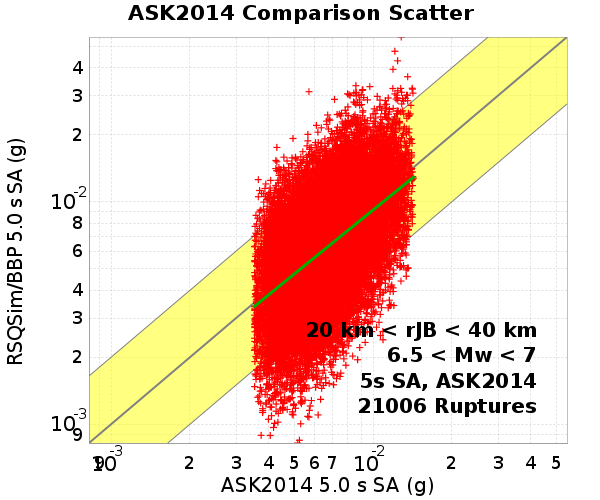 ASK2014 Comparison Scatter
RSQSim/BBP 5.0 s SA (g)
4
3
2
10-2
8
6
4
3
2
10-3
9
20 km < rJB < 40 km
6.5 < Mw < 7
5s SA, ASK2014
21006 Ruptures
9 10-3 2 3 4 5 6 7 10-2 2 3 4 5
ASK2014 5.0 s SA (g)